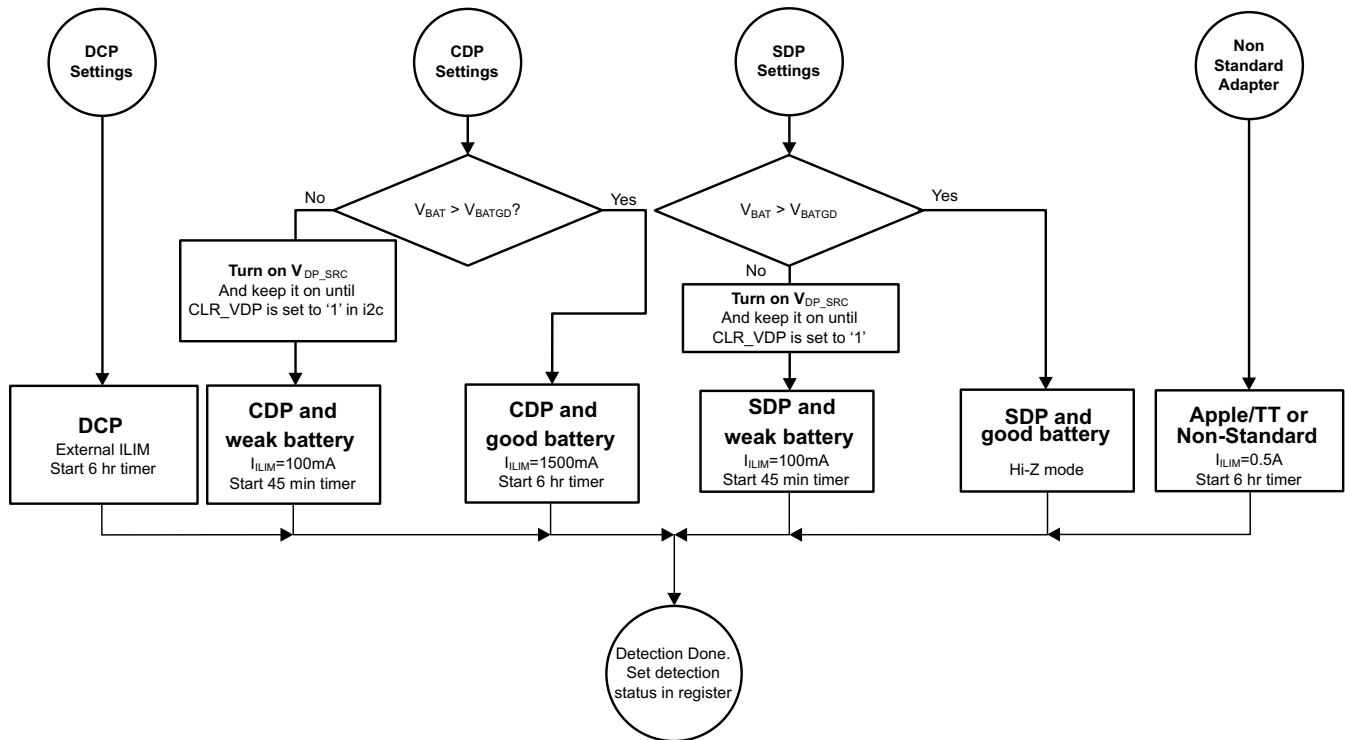 DCP
Settings
CDP
Settings
SDP
Settings
Non
Standard
Adapter
No
V_BAT > V_BATGD?
Yes
V_BAT > V_BATGD
Yes
No
Turn on V_DP_SRC
And keep it on until
CLR_VDP is set to ‘1’ in i2c
Turn on V_DP_SRC
And keep it on until
CLR_VDP is set to ‘1’
DCP
External ILIM
Start 6 hr timer
CDP and
weak battery
I_ILIM=100mA
Start 45 min timer
CDP and
good battery
I_ILIM=1500mA
Start 6 hr timer
SDP and
weak battery
I_ILIM=100mA
Start 45 min timer
SDP and
good battery
Hi-Z mode
Apple/TT or
Non-Standard
I_ILIM=0.5A
Start 6 hr timer
Detection Done.
Set detection
status in register